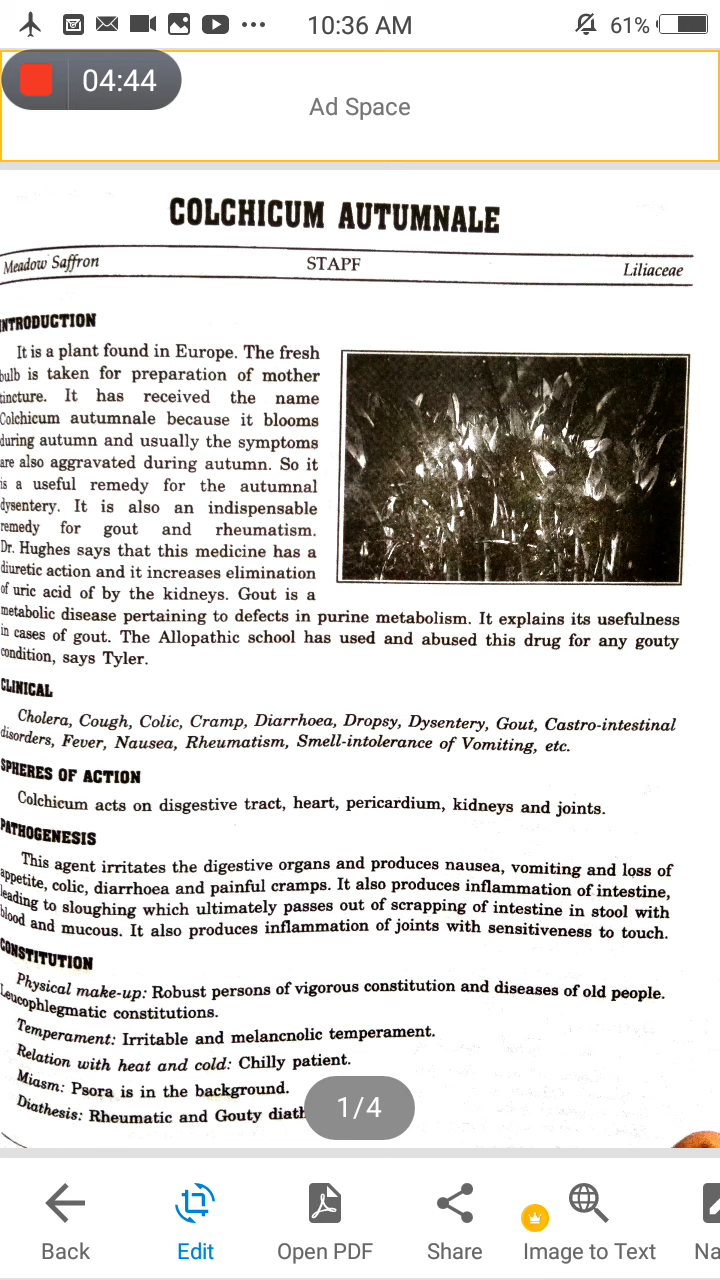 10:36 AM
61%
04:44
Ad Space
COLCHICUM AUTUMNALE
Meadow Saffron STAPF Liliaceae
NTRODUCTION
It is a plant found in Europe. The fresh
bulb is taken for preparation of mother
tincture. It has received the name
Colchicum autumnale because it blooms
during autumn and usually the symptoms
are also aggravated during autumn. So it
is a useful remedy for the autumnal
dysentery. It is also an indispensable
remedy for gout and rheumatism.
Dr. Hughes says that this medicine has a
diuretic action and it increases elimination
of uric acid of by the kidneys. Gout is a
metabolic disease pertaining to defects in purine metabolism. It explains its usefulness
in cases of gout. The Allopathic school has used and abused this drug for any gouty
condition, says Tyler.
CLINICAL
Cholera, Cough, Colic, Cramp, Diarrhoea, Dropsy, Dysentery, Gout, Castro-intestinal
disorders, Fever, Nausea, Rheumatism, Smell-intolerance of Vomiting, etc.
SPHERES OF ACTION
Colchicum acts on disgestive tract, heart, pericardium, kidneys and joints.
PATHOGENESIS
This agent irritates the digestive organs and produces nausea, vomiting and loss of
appetite, colic, diarrhoea and painful cramps. It also produces inflammation of intestine,
leading to sloughing which ultimately passes out of scrapping of intestine in stool with
blood and mucous. It also produces inflammation of joints with sensitiveness to touch.
CONSTITUTION
Physical make-up: Robust persons of vigorous constitution and diseases of old people.
Leucophlegmatic constitutions.
Temperament: Irritable and melancnolic temperament.
Relation with heat and cold: Chilly patient.
Miasm: Psora is in the background.
Diathesis: Rheumatic and Gouty diath
1/4
Back Edit Open PDF Share Image to Text Na